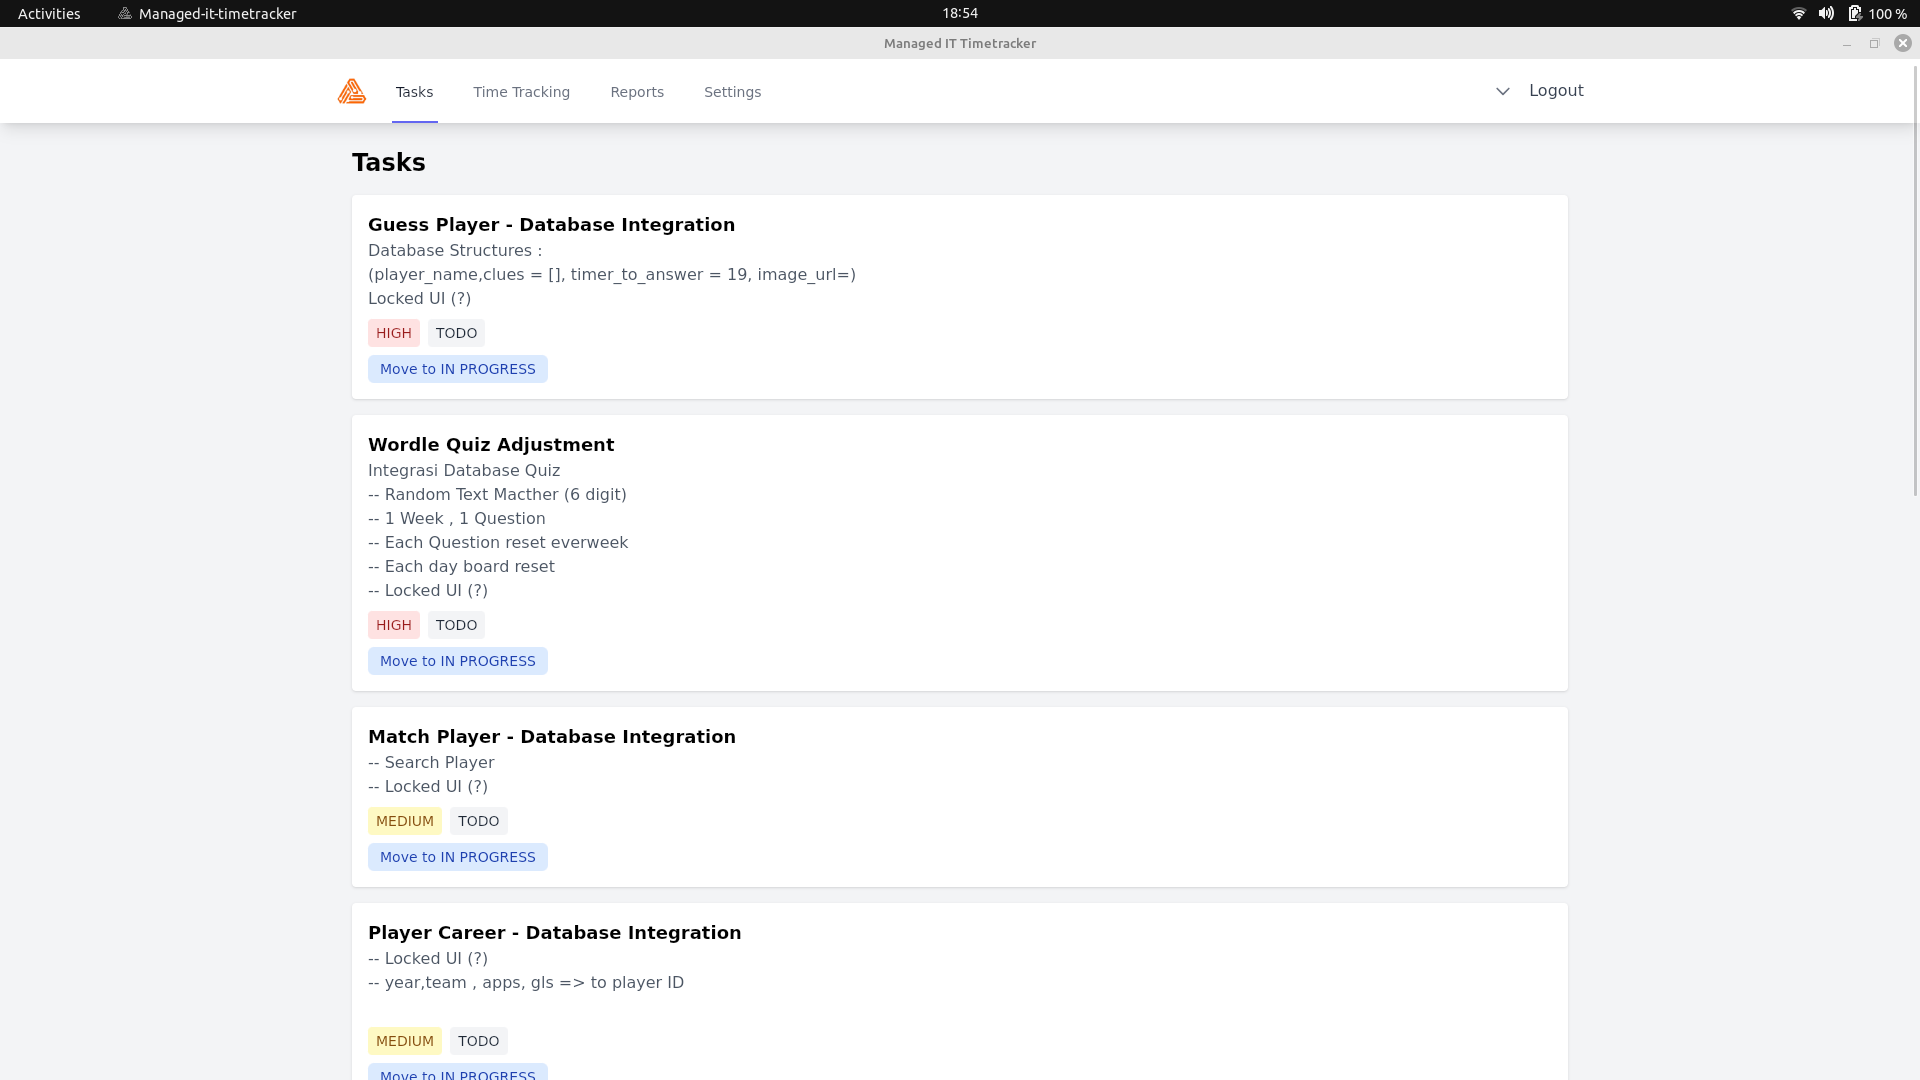 Activities
Managed-it-timetracker
18:54
100 %
Managed IT Timetracker
Tasks
Time Tracking
Reports
Settings
Logout
Tasks
Guess Player - Database Integration
Database Structures :
(player_name,clues = [], timer_to_answer = 19, image_url=)
Locked UI (?)
HIGH
TODO
Move to IN PROGRESS
Wordle Quiz Adjustment
Integrasi Database Quiz
-- Random Text Macther (6 digit)
-- 1 Week , 1 Question
-- Each Question reset everweek
-- Each day board reset
-- Locked UI (?)
HIGH
TODO
Move to IN PROGRESS
Match Player - Database Integration
-- Search Player
-- Locked UI (?)
MEDIUM
TODO
Move to IN PROGRESS
Player Career - Database Integration
-- Locked UI (?)
-- year,team , apps, gls => to player ID
MEDIUM
TODO
Move to IN PROGRESS